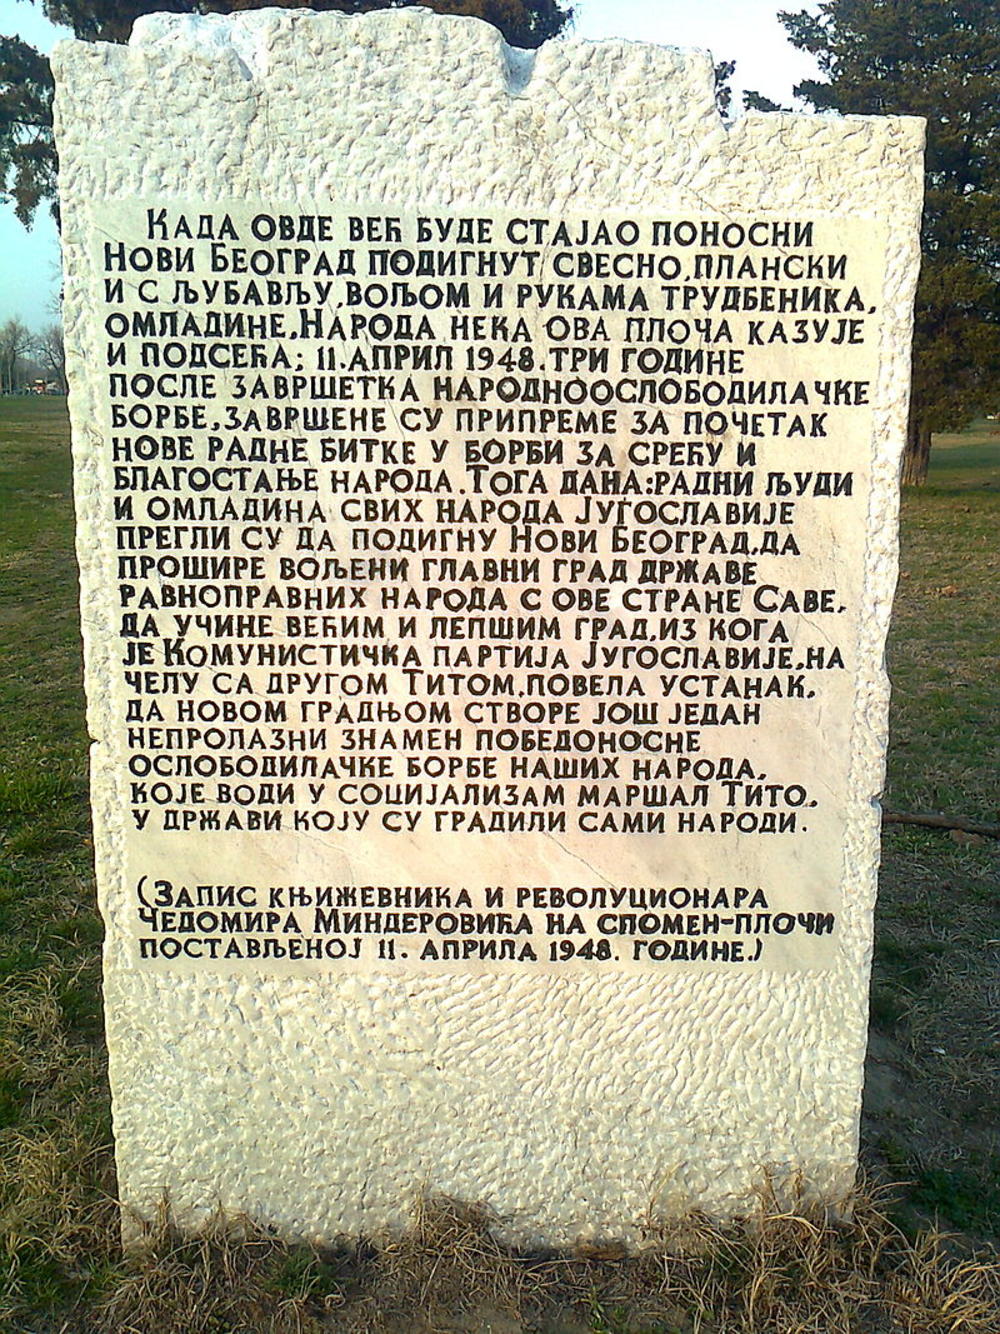 КАДА ОВДЕ ВЕЋ БУДЕ СТАЈАО ПОНОСНИ
НОВИ БЕОГРАД ПОДИГНУТ СВЕСНО,ПЛАНСКИ
И С ЉУБАВЉУ,ВОЉОМ И РУКАМА ТРУДБЕНИКА,
ОМЛАДИНЕ,НАРОДА НЕКА ОВА ПЛОЧА КАЗУЈЕ
И ПОДСЕЋА; 11.АПРИЛ 1948.ТРИ ГОДИНЕ
ПОСЛЕ ЗАВРШЕТКА НАРОДНООСЛОБОДИЛАЧКЕ
БОРБЕ,ЗАВРШЕНЕ СУ ПРИПРЕМЕ ЗА ПОЧЕТАК
НОВЕ РАДНЕ БИТКЕ У БОРБИ ЗА СРЕЋУ И
БЛАГОСТАЊЕ НАРОДА.ТОГА ДАНА:РАДНИ ЉУДИ
И ОМЛАДИНА СВИХ НАРОДА ЈУГОСЛАВИЈЕ
ПРЕГЛИ СУ ДА ПОДИГНУ НОВИ БЕОГРАД,ДА
ПРОШИРЕ ВОЉЕНИ ГЛАВНИ ГРАД ДРЖАВЕ
РАВНОПРАВНИХ НАРОДА С ОВЕ СТРАНЕ САВЕ,
ДА УЧИНЕ ВЕЋИМ И ЛЕПШИМ ГРАД,ИЗ КОГА
ЈЕ КОМУНИСТИЧКА ПАРТИЈА ЈУГОСЛАВИЈЕ,НА
ЧЕЛУ СА ДРУГОМ ТИТОМ,ПОВЕЛА УСТАНАК,
ДА НОВОМ ГРАДЊОМ СТВОРЕ ЈОШ ЈЕДАН
НЕПРОЛАЗНИ ЗНАМЕН ПОБЕДОНОСНЕ
ОСЛОБОДИЛАЧКЕ БОРБЕ НАШИХ НАРОДА,
КОЈЕ ВОДИ У СОЦИЈАЛИЗАМ МАРШАЛ ТИТО,
У ДРЖАВИ КОЈУ СУ ГРАДИЛИ САМИ НАРОДИ.
(ЗАПИС КЊИЖЕВНИКА И РЕВОЛУЦИОНАРА
ЧЕДОМИРА МИНДЕРОВИЋА НА СПОМЕН-ПЛОЧИ
ПОСТАВЉЕНОЈ 11. АПРИЛА 1948. ГОДИНЕ.)